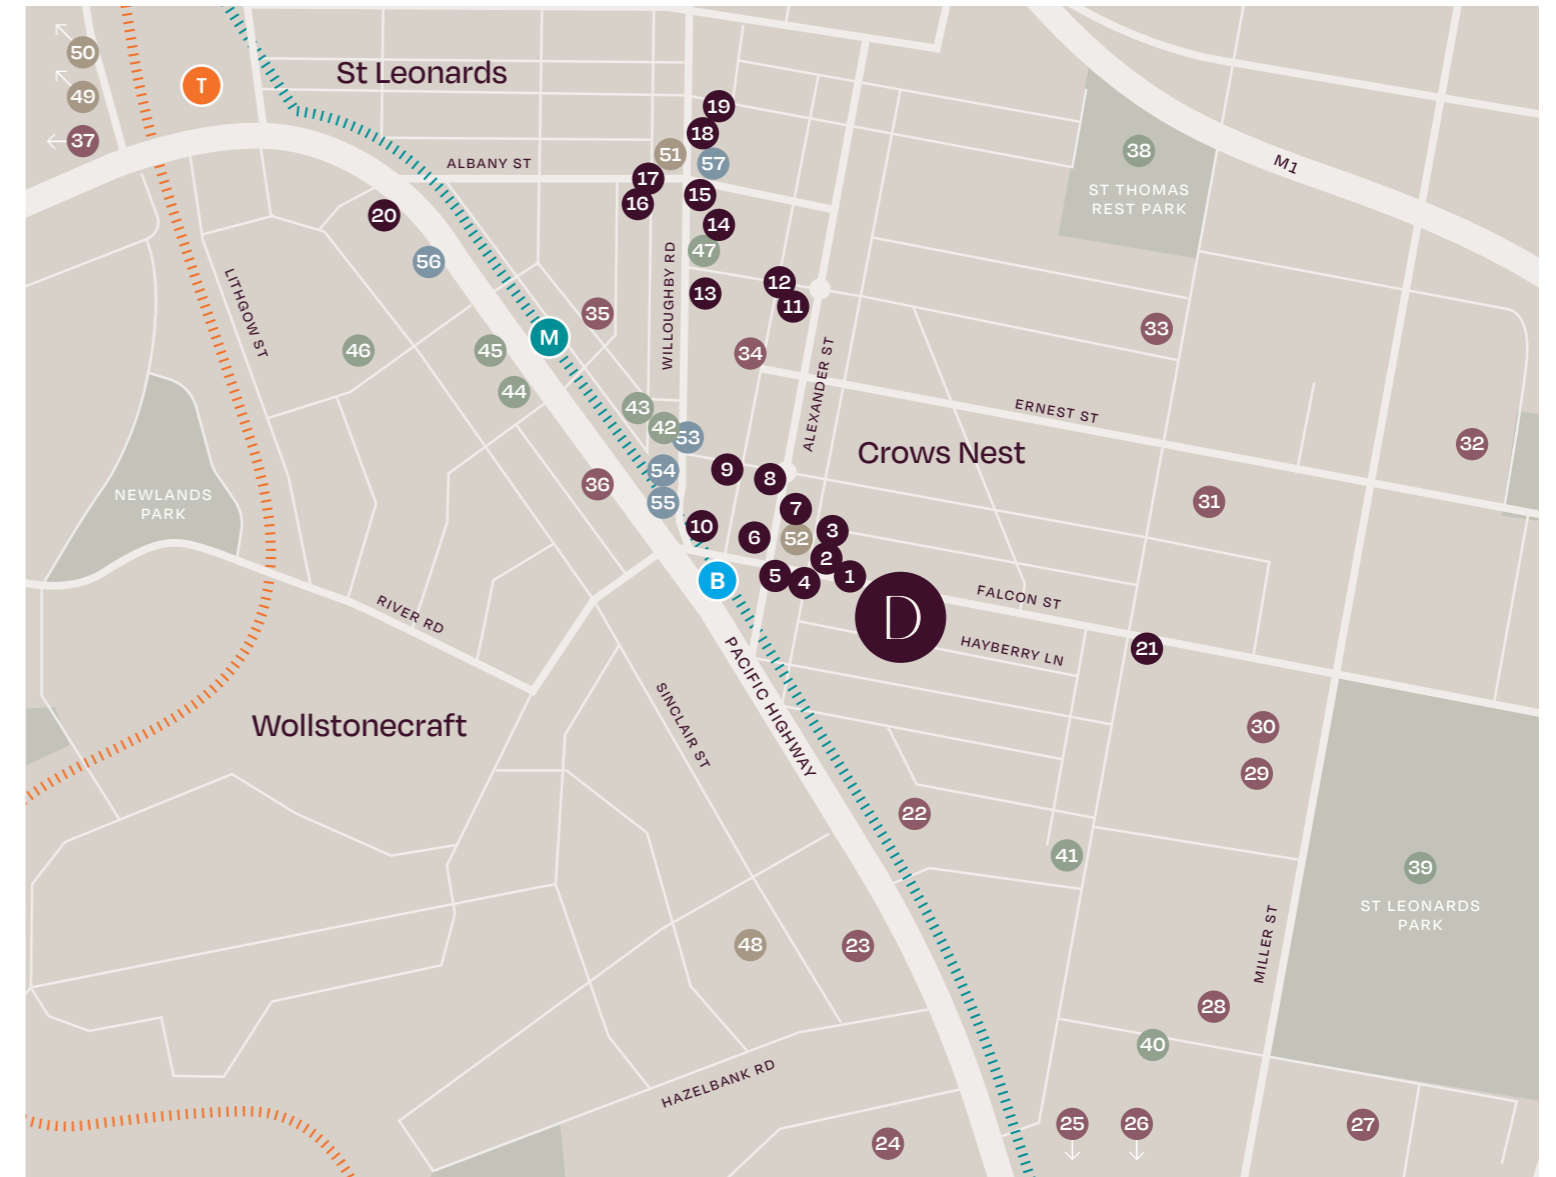 50
St Leonards
T
49
19
18
37
51
57
38
ALBANY ST
M1
17
15
ST THOMAS
REST PARK
16
20
14
47
56
LITHGOW ST
WILLOUGHBY RD
12
13
11
35
33
M
46
45
34
ALEXANDER ST
44
43
ERNEST ST
42
53
32
Crows Nest
54
9
8
36
NEWLANDS
PARK
55
31
7
10
3
6
52
2
5
4
1
B
D
FALCON ST
RIVER RD
HAYBERRY LN
21
PACIFIC HIGHWAY
SINCLAIR ST
Wollstonecraft
30
29
22
41
39
ST LEONARDS
PARK
MILLER ST
48
23
28
40
HAZELBANK RD
25
26
27
24